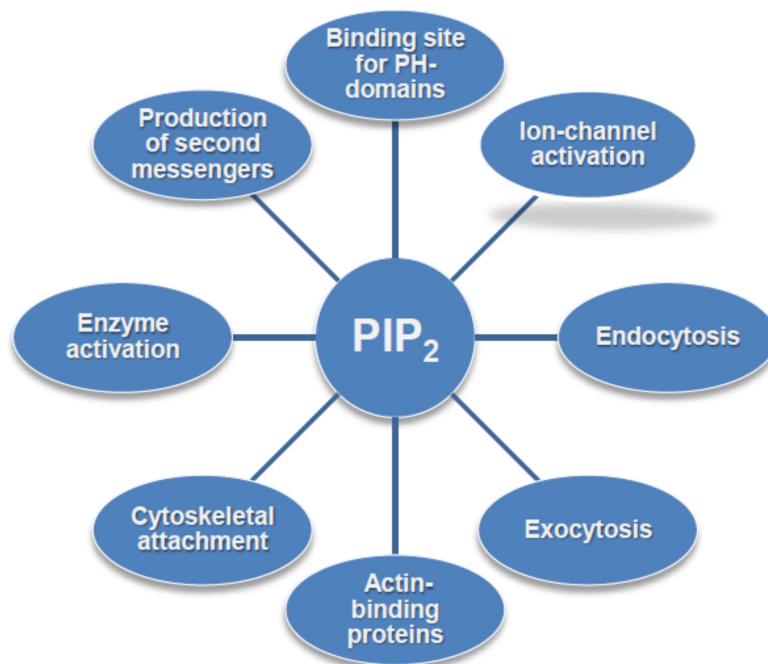 Binding site
for PH-
domains
Ion-channel
activation
Endocytosis
Exocytosis
Actin-
binding
proteins
Cytoskeletal
attachment
Enzyme
activation
Production
of second
messengers
PIP₂